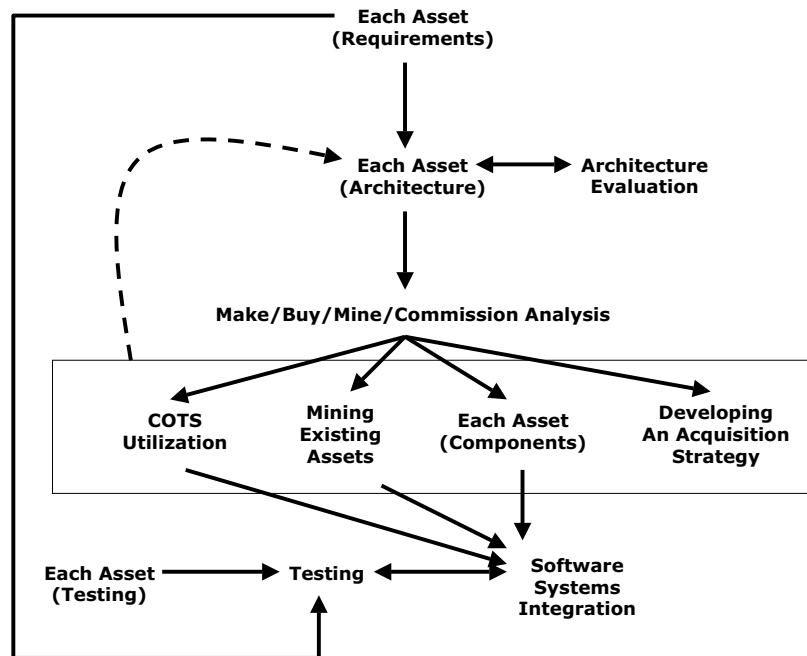 Each Asset
(Requirements)
Each Asset
(Architecture)
Architecture
Evaluation
Make/Buy/Mine/Commission Analysis
COTS
Utilization
Mining
Existing
Assets
Each Asset
(Components)
Developing
An Acquisition
Strategy
Each Asset
(Testing)
Testing
Software
Systems
Integration